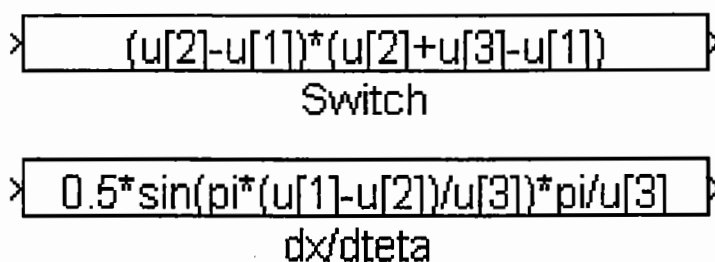 (u[2]-u[1])*(u[2]+u[3]-u[1])
Switch
0.5*sin(pi*(u[1]-u[2])/u[3])*pi/u[3]
dx/dteta